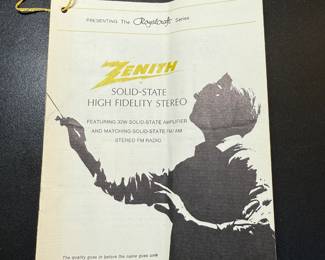 PRESENTING: The Royalcraft Series
ZENITH
SOLID-STATE
HIGH FIDELITY STEREO
FEATURING 32W SOLID-STATE AMPLIFIER
AND MATCHING SOLID-STATE FM/AM
STEREO FM RADIO
The quality goes in before the name goes on®